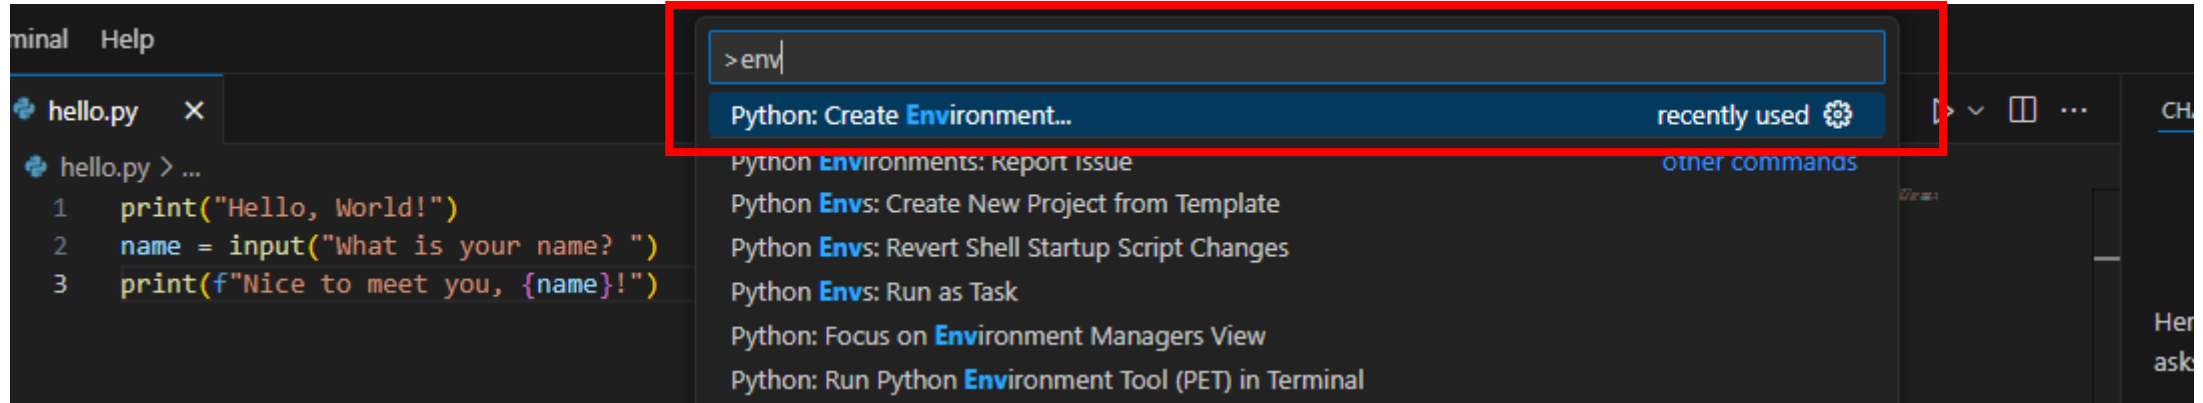 minal Help
>env
Python: Create Environment... recently used
hello.py
Python Environments: Report Issue other commands
hello.py > ...
Python Envs: Create New Project from Template
1 print("Hello, World!")
2 name = input("What is your name? ")
3 print(f"Nice to meet you, {name}!")
Python Envs: Revert Shell Startup Script Changes
Python Envs: Run as Task
Python: Focus on Environment Managers View
Python: Run Python Environment Tool (PET) in Terminal
CH
Her
asks